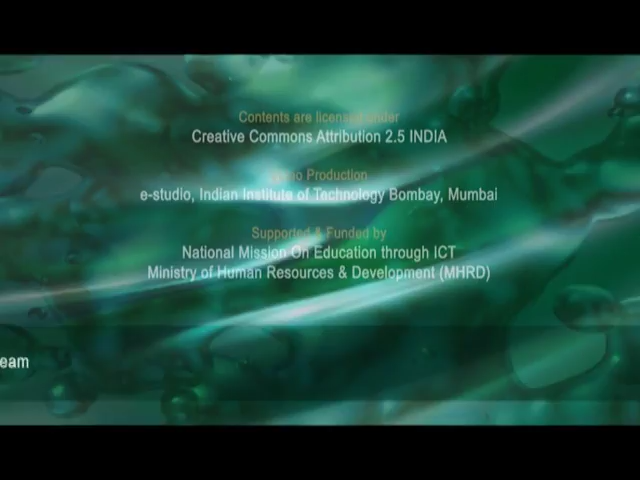 Contents are licensed under
Creative Commons Attribution 2.5 INDIA
Production
e-studio, Indian Institute of Technology Bombay, Mumbai
Supported & Funded by
National Mission On Education through ICT
Ministry of Human Resources & Development (MHRD)
eam